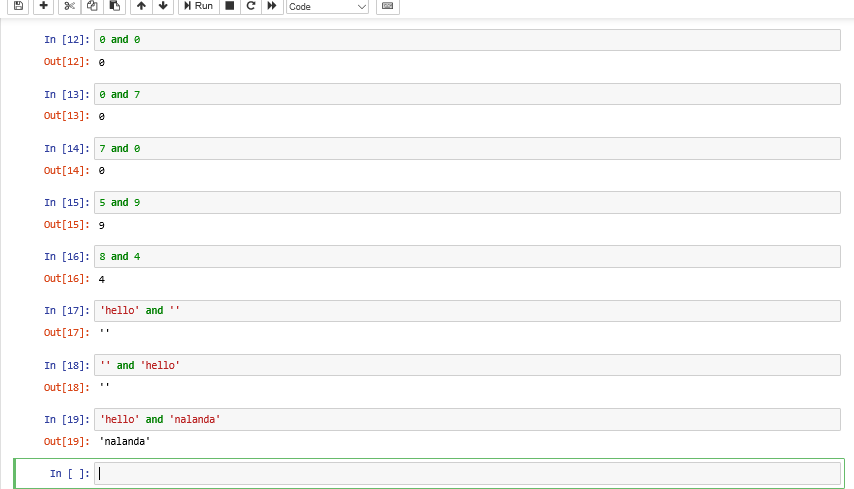 Run
Code
In [12]: 0 and 0
Out[12]: 0
In [13]: 0 and 7
Out[13]: 0
In [14]: 7 and 0
Out[14]: 0
In [15]: 5 and 9
Out[15]: 9
In [16]: 8 and 4
Out[16]: 4
In [17]: 'hello' and ''
Out[17]: ''
In [18]: '' and 'hello'
Out[18]: ''
In [19]: 'hello' and 'nalanda'
Out[19]: 'nalanda'
In [ ]: